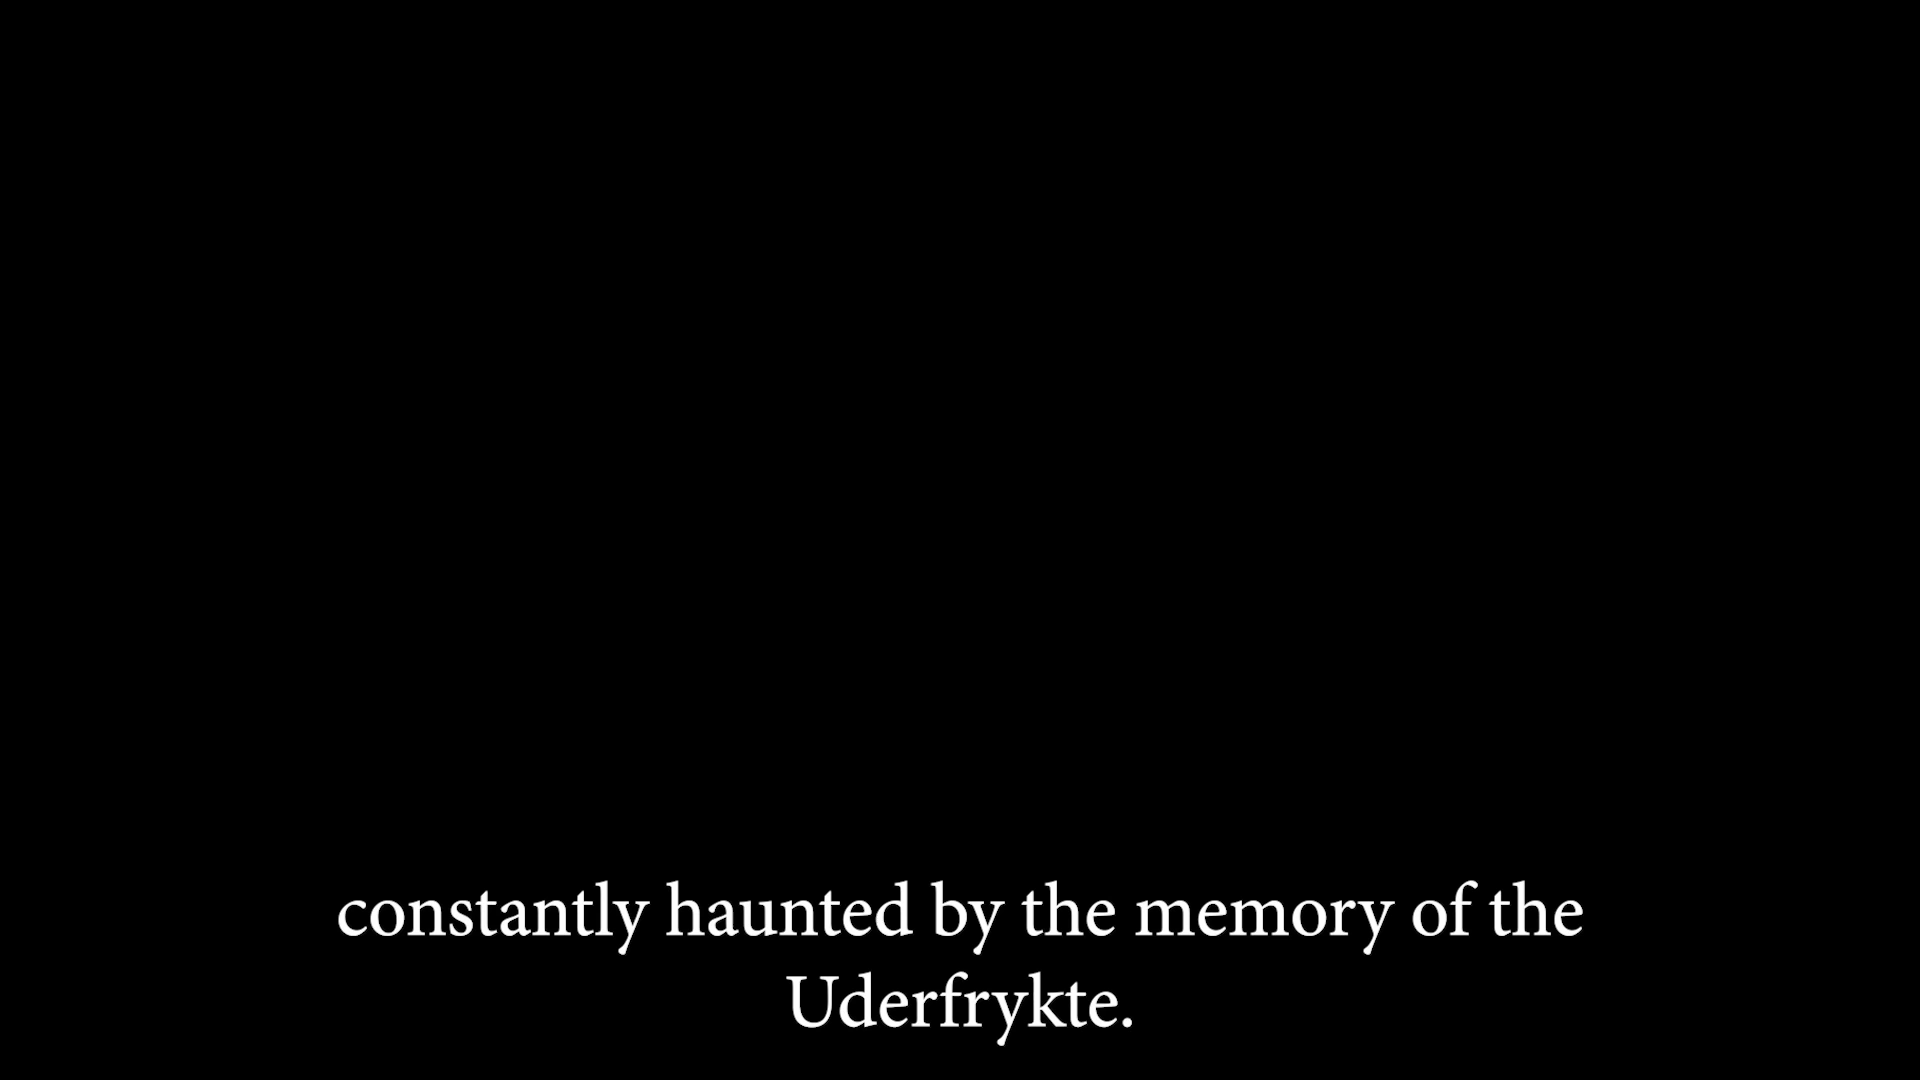 constantly haunted by the memory of the
Uderfrykte.